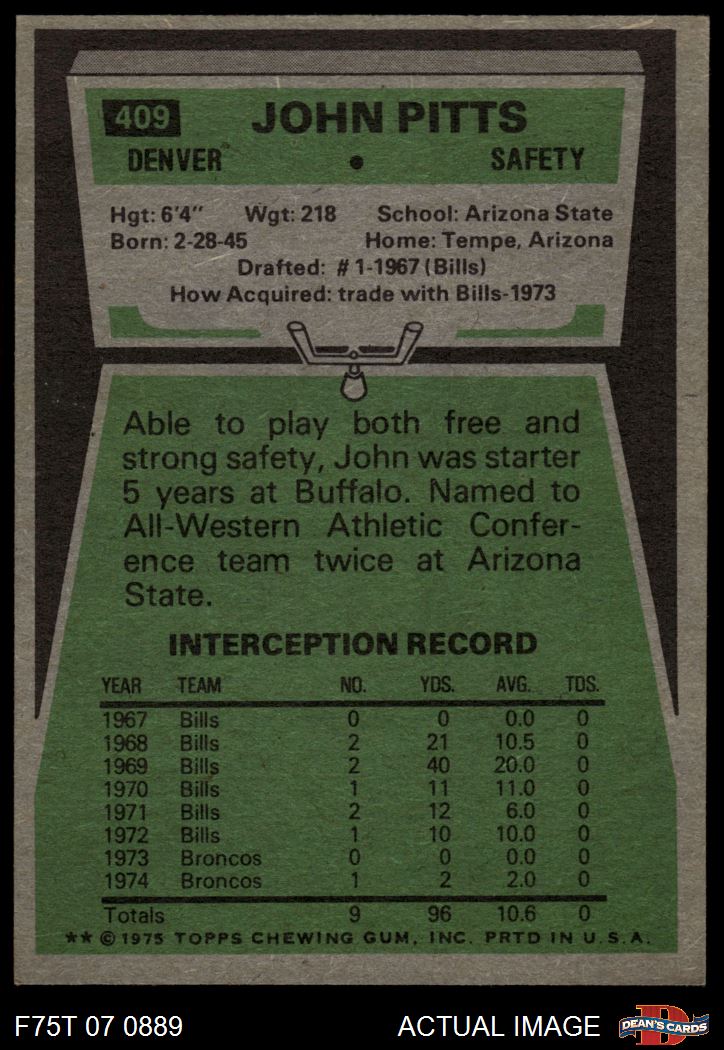 409 JOHN PITTS
DENVER • SAFETY
Hgt: 6'4" Wgt: 218 School: Arizona State
Born: 2-28-45 Home: Tempe, Arizona
Drafted: #1-1967 (Bills)
How Acquired: trade with Bills-1973
Able to play both free and
strong safety, John was starter
5 years at Buffalo. Named to
All-Western Athletic Confer-
ence team twice at Arizona
State.
INTERCEPTION RECORD
YEAR TEAM NO. YDS. AVG. TDS.
1967 Bills 0 0 0.0 0
1968 Bills 2 21 10.5 0
1969 Bills 2 40 20.0 0
1970 Bills 1 11 11.0 0
1971 Bills 2 12 6.0 0
1972 Bills 1 10 10.0 0
1973 Broncos 0 0 0.0 0
1974 Broncos 1 2 2.0 0
Totals 9 96 10.6 0
** © 1975 TOPPS CHEWING GUM, INC. PRTD IN U.S.A.
F75T 07 0889 ACTUAL IMAGE D DEAN'S CARDS